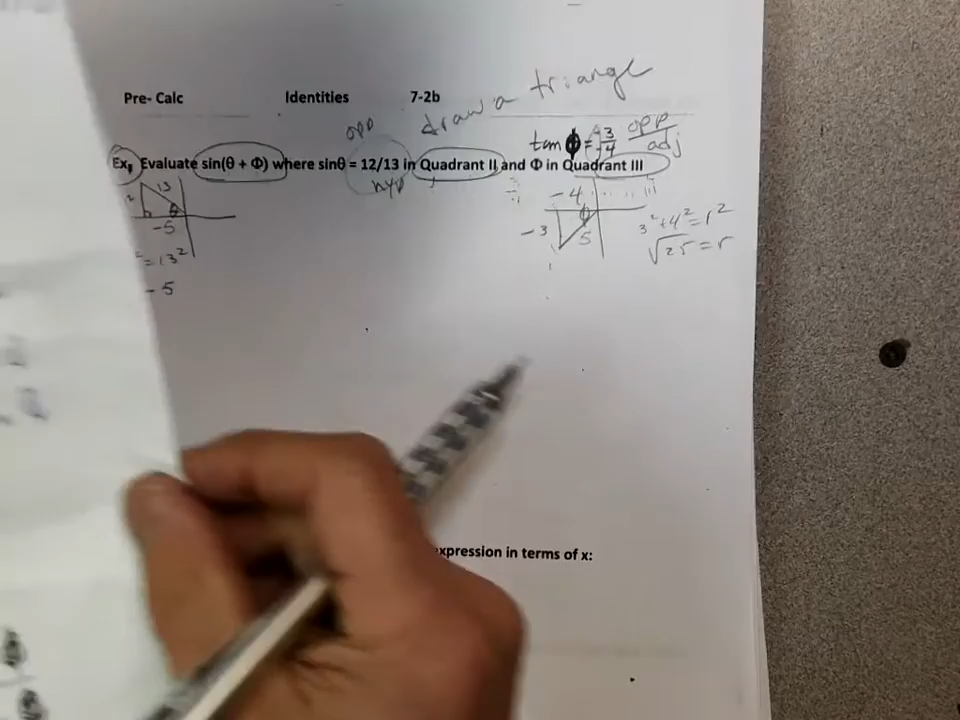 Pre- Calc Identities 7-2b
draw a triangle
opp
tan Φ = -3/-4 opp/adj
Ex, Evaluate sin(θ + Φ) where sinθ = 12/13 in Quadrant II and Φ in Quadrant III
hyp
13
2
θ
-5
= 13²
- 5
-4
Φ
-3
5
3² + 4² = r²
√25 = r
expression in terms of x: